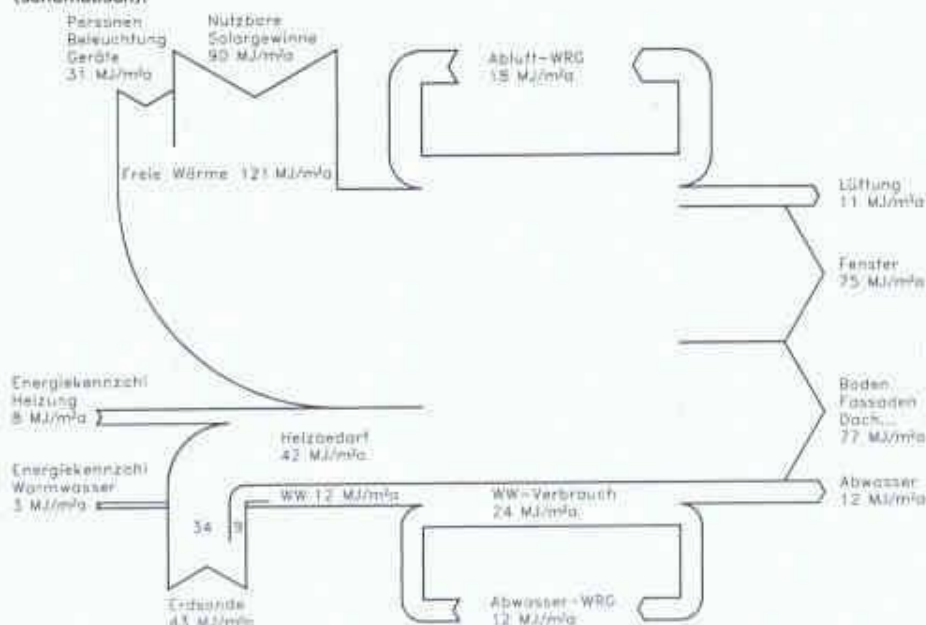 (schematisch):
Personen
Beleuchtung
Geräte
31 MJ/m²a
Nutzbare
Solargewinne
90 MJ/m²a
Abluft-WRG
18 MJ/m²a
Freie Wärme 121 MJ/m²a
Lüftung
11 MJ/m²a
Fenster
75 MJ/m²a
Energiekennzahl
Heizung
8 MJ/m²a
Heizbedarf
42 MJ/m²a
Boden
Fassaden
Dach...
77 MJ/m²a
Energiekennzahl
Warmwasser
3 MJ/m²a
WW 12 MJ/m²a
WW-Verbrauch
24 MJ/m²a
Abwasser
12 MJ/m²a
34 9
Erdsonde
43 MJ/m²a
Abwasser-WRG
12 MJ/m²a